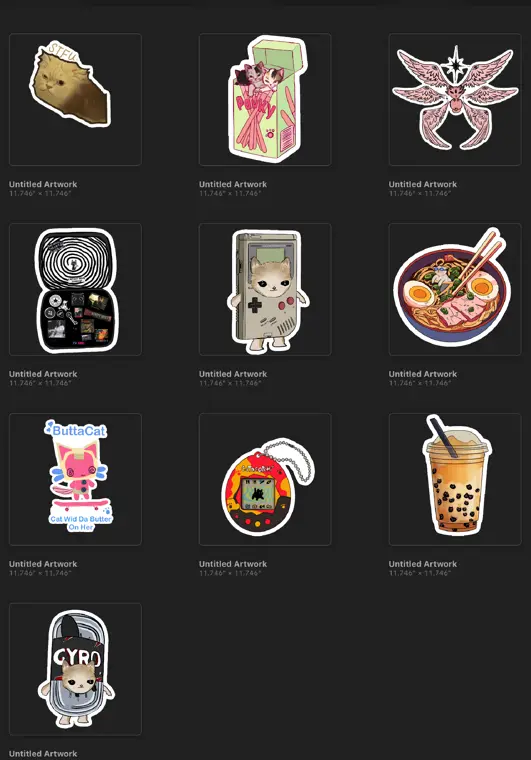 STFU
POCKY
Untitled Artwork
11.746" × 11.746"
Untitled Artwork
11.746" × 11.746"
Untitled Artwork
11.746" × 11.746"
Untitled Artwork
11.746" × 11.746"
Untitled Artwork
11.746" × 11.746"
Untitled Artwork
11.746" × 11.746"
ButtaCat
Cat Wid Da Butter
On Her
Untitled Artwork
11.746" × 11.746"
Untitled Artwork
11.746" × 11.746"
Untitled Artwork
11.746" × 11.746"
GYRO
Untitled Artwork